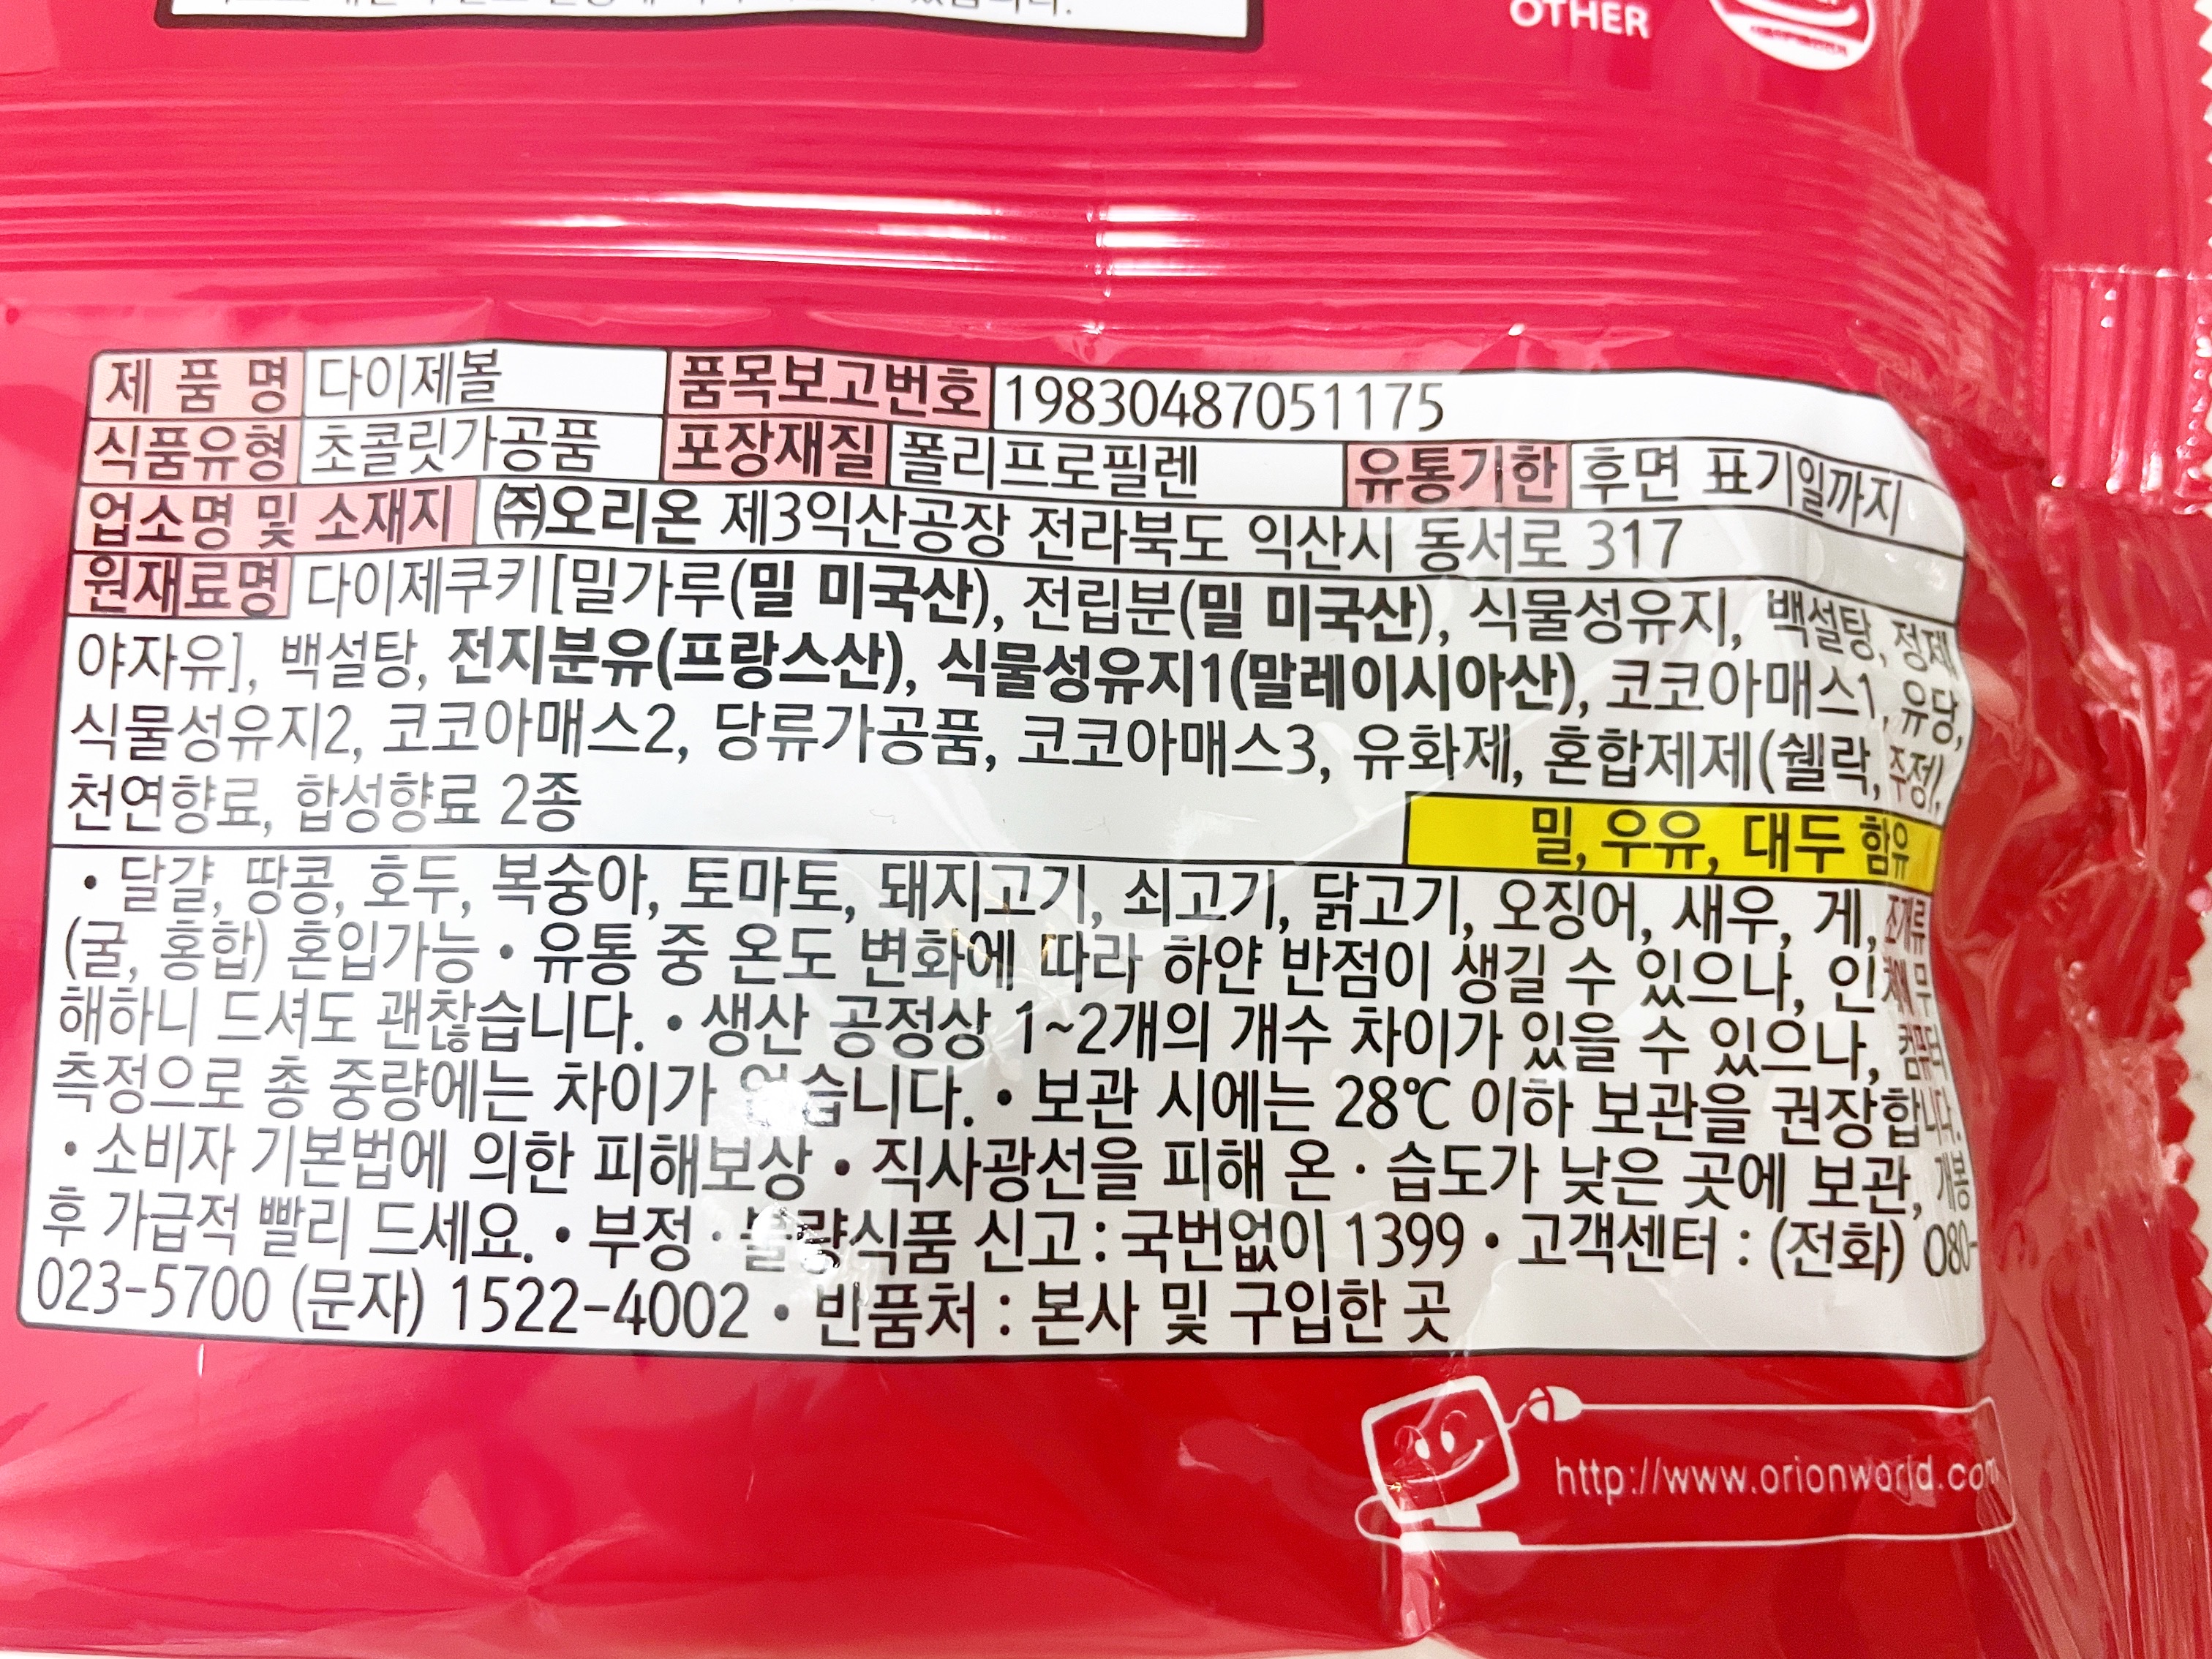 OTHER
제품명 다이제볼 품목보고번호 19830487051175
식품유형 초콜릿가공품 포장재질 폴리프로필렌 유통기한 후면 표기일까지
업소명 및 소재지 ㈜오리온 제3익산공장 전라북도 익산시 동서로 317
원재료명 다이제쿠키[밀가루(밀 미국산), 전립분(밀 미국산), 식물성유지, 백설탕, 정제
야자유], 백설탕, 전지분유(프랑스산), 식물성유지1(말레이시아산), 코코아매스1, 유당,
식물성유지2, 코코아매스2, 당류가공품, 코코아매스3, 유화제, 혼합제제(쉘락, 주정),
천연향료, 합성향료 2종
밀, 우유, 대두 함유
• 달걀, 땅콩, 호두, 복숭아, 토마토, 돼지고기, 쇠고기, 닭고기, 오징어, 새우, 게, 조개류
(굴, 홍합) 혼입가능 • 유통 중 온도 변화에 따라 하얀 반점이 생길 수 있으나, 인체에 무
해하니 드셔도 괜찮습니다. • 생산 공정상 1~2개의 개수 차이가 있을 수 있으나, 컴퓨터
측정으로 총 중량에는 차이가 없습니다. • 보관 시에는 28℃ 이하 보관을 권장합니다.
• 소비자 기본법에 의한 피해보상 • 직사광선을 피해 온·습도가 낮은 곳에 보관, 개봉
후 가급적 빨리 드세요. • 부정·불량식품 신고 : 국번없이 1399 • 고객센터 : (전화) 080-
023-5700 (문자) 1522-4002 • 반품처 : 본사 및 구입한 곳
http://www.orionworld.com